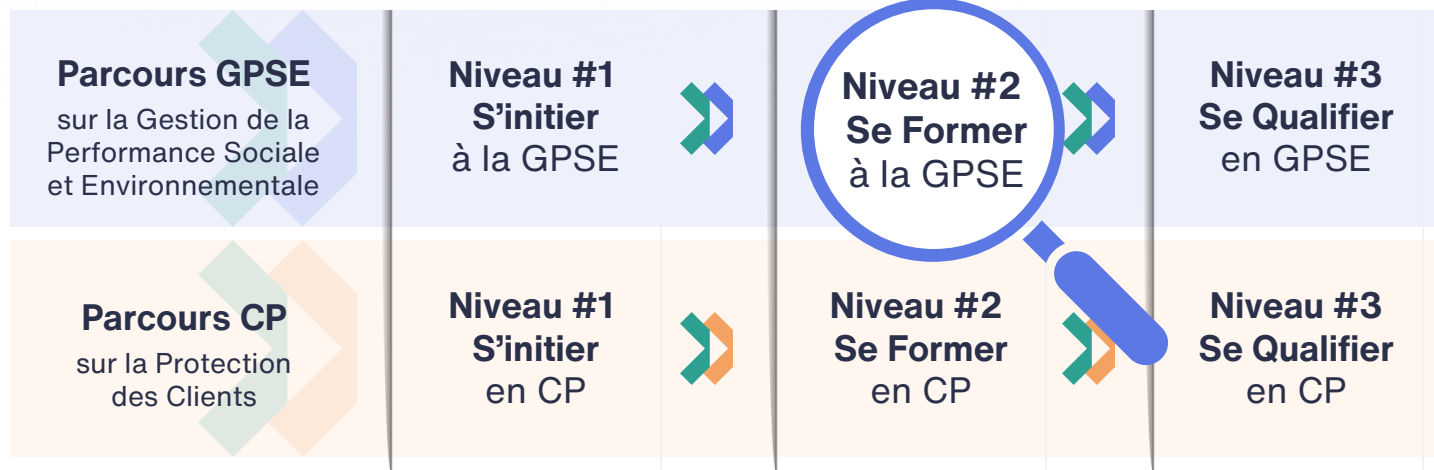 Parcours GPSE
sur la Gestion de la
Performance Sociale
et Environnementale
Niveau #1
S’initier
à la GPSE
Niveau #2
Se Former
à la GPSE
Niveau #3
Se Qualifier
en GPSE
Parcours CP
sur la Protection
des Clients
Niveau #1
S’initier
en CP
Niveau #2
Se Former
en CP
Niveau #3
Se Qualifier
en CP